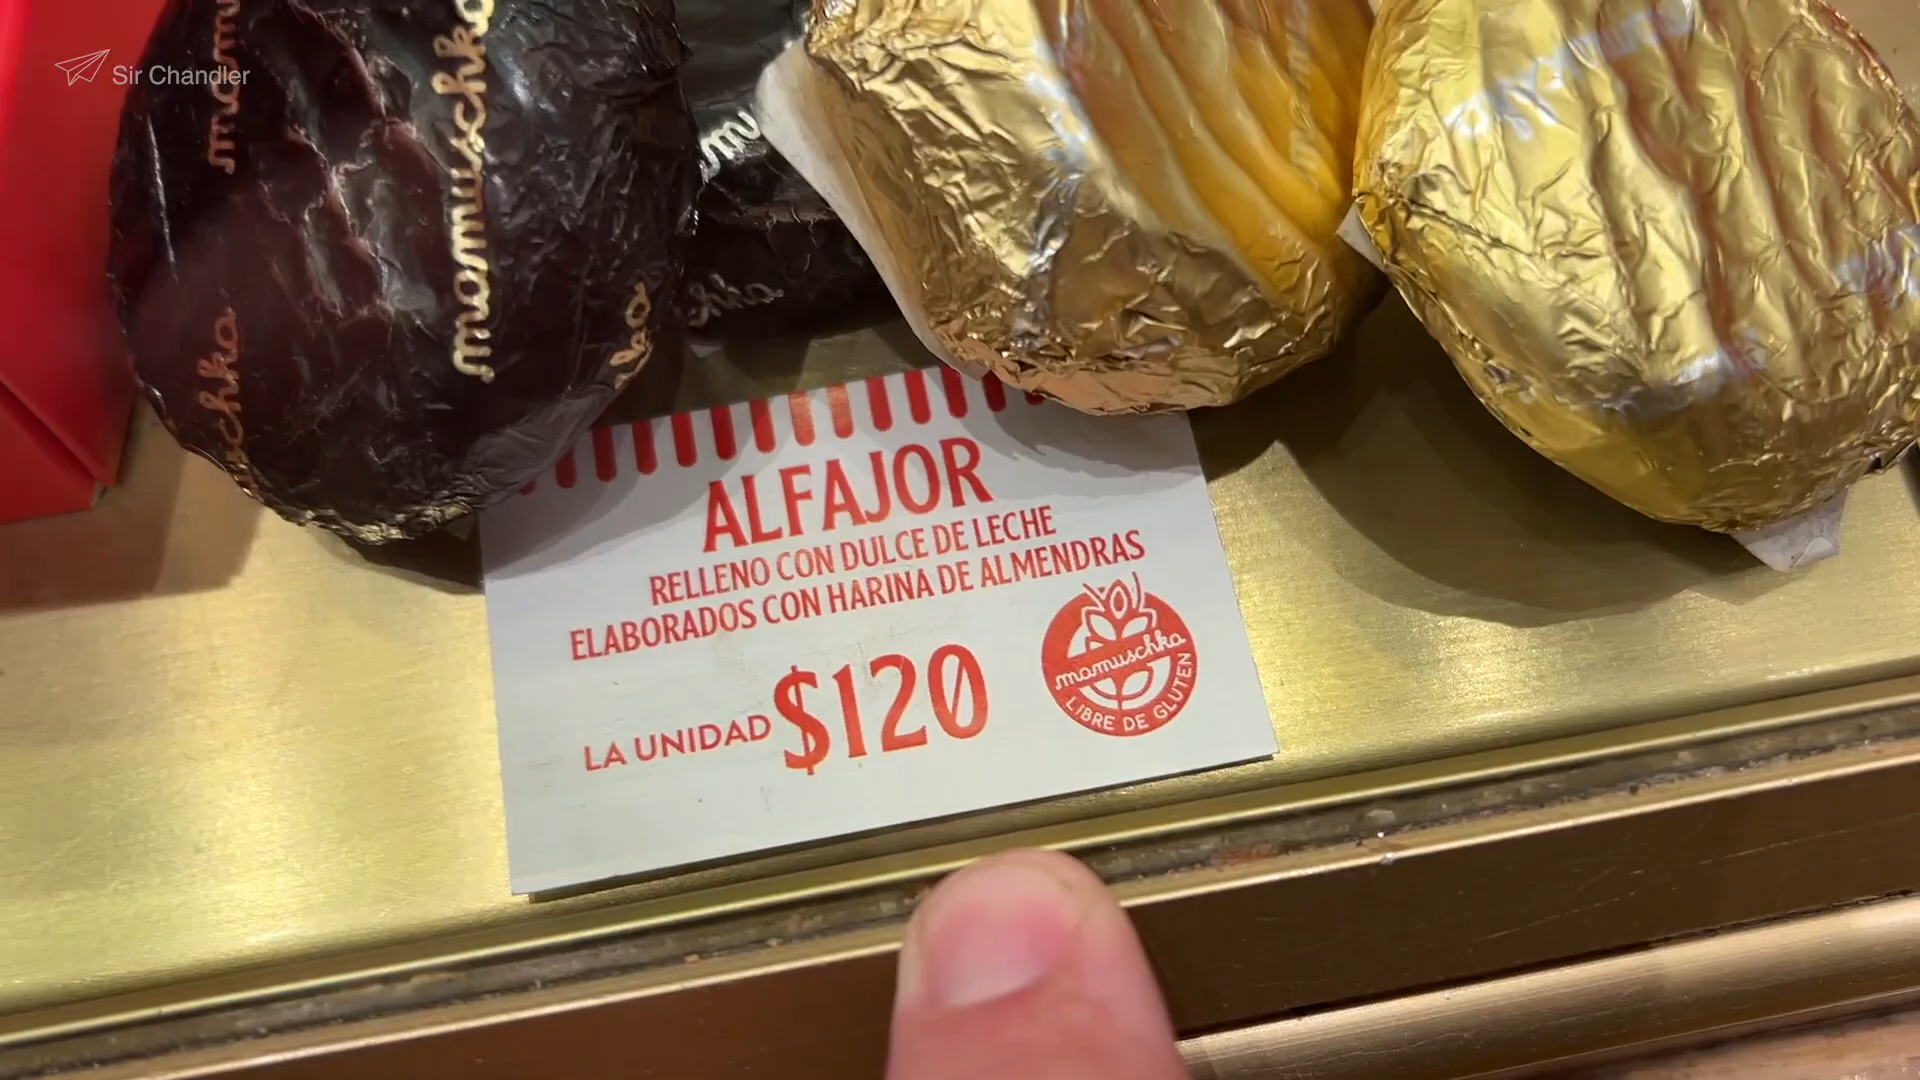 Sir Chandler
mamuschka
schka
ALFAJOR
RELLENO CON DULCE DE LECHE
ELABORADOS CON HARINA DE ALMENDRAS
LA UNIDAD $120
mamuschka
LIBRE DE GLUTEN